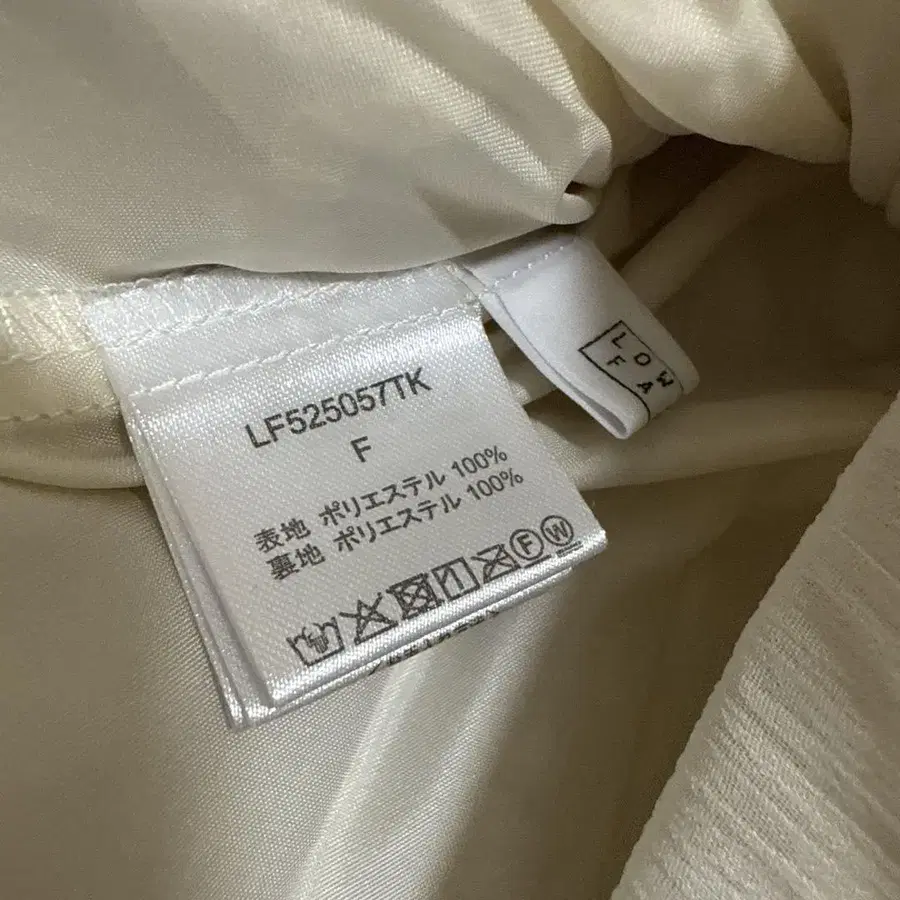 LF525057TK
F
表地 ポリエステル 100%
裏地 ポリエステル 100%
F W
LOW
FA